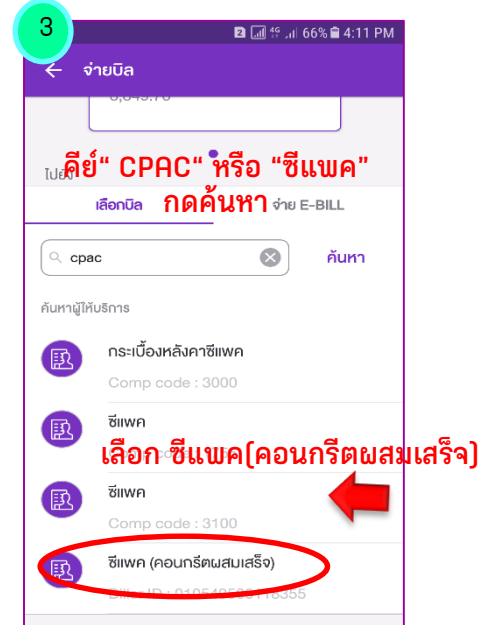 3
2 4G 66% 4:11 PM
จ่ายบิล
ไปยัง
คีย์“ CPAC“ หรือ “ซีแพค”
กดค้นหา
เลือกบิล
จ่าย E-BILL
cpac
ค้นหา
ค้นหาผู้ให้บริการ
กระเบื้องหลังคาซีแพค
Comp code : 3000
ซีแพค
เลือก ซีแพค(คอนกรีตผสมเสร็จ)
ซีแพค
Comp code : 3100
ซีแพค (คอนกรีตผสมเสร็จ)